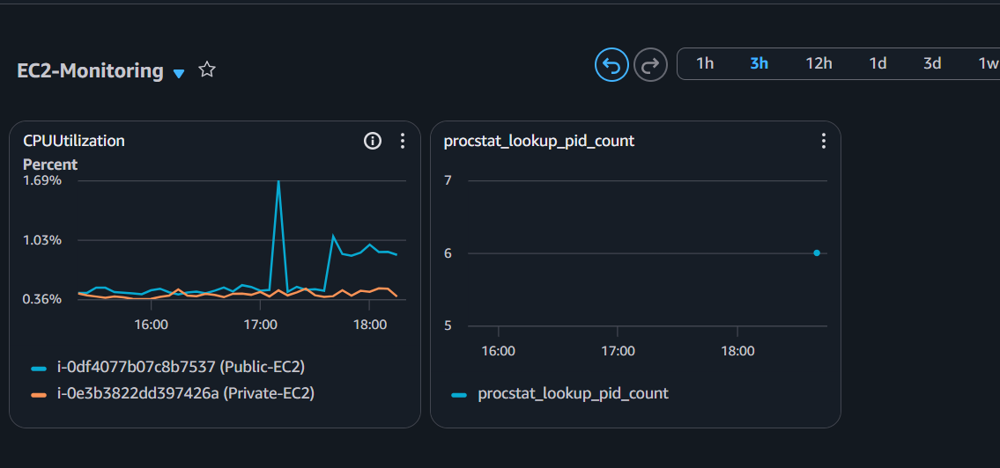 EC2-Monitoring
1h 3h 12h 1d 3d 1w
CPUUtilization
Percent
1.69%
1.03%
0.36%
16:00 17:00 18:00
i-0df4077b07c8b7537 (Public-EC2)
i-0e3b3822dd397426a (Private-EC2)
procstat_lookup_pid_count
7
6
5
16:00 17:00 18:00
procstat_lookup_pid_count